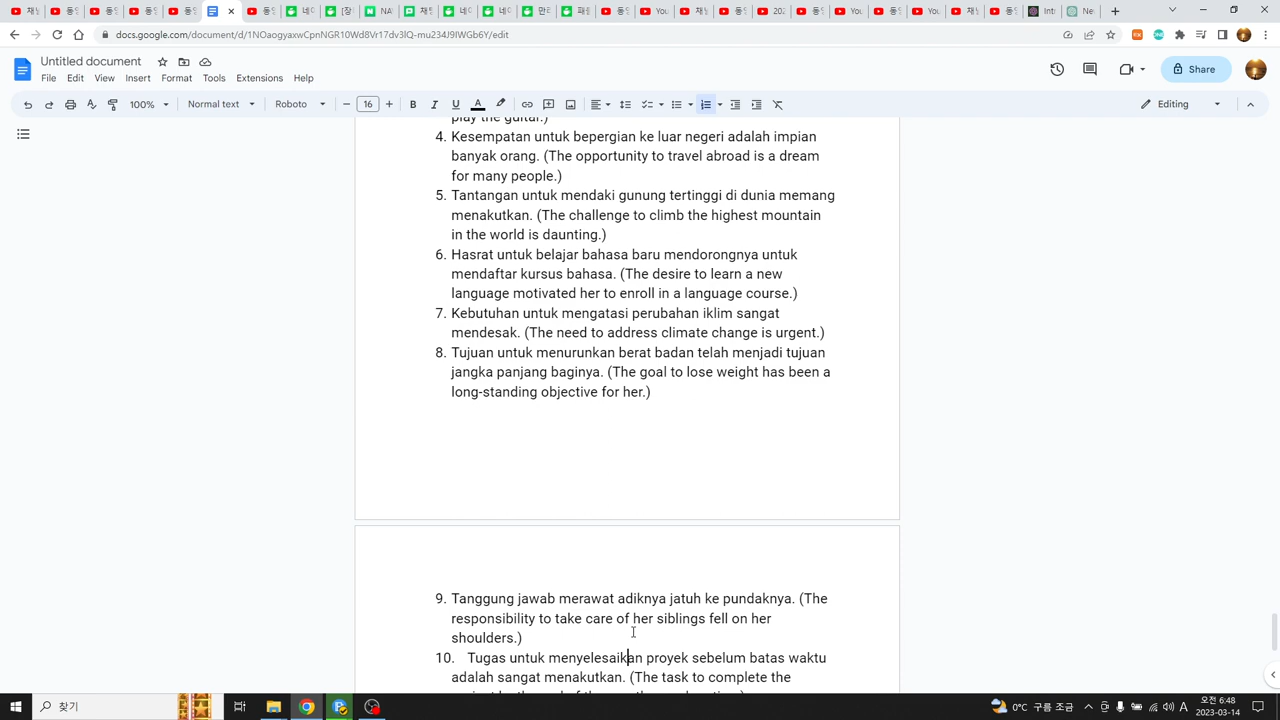 docs.google.com/document/d/1NOaogyaxwCpnNGR10Wd8Vr17dv3lQ-mu234J9IWGb6Y/edit
Untitled document
File Edit View Insert Format Tools Extensions Help
Share
100% Normal text Roboto 16 Editing
4. Kesempatan untuk bepergian ke luar negeri adalah impian
banyak orang. (The opportunity to travel abroad is a dream
for many people.)
5. Tantangan untuk mendaki gunung tertinggi di dunia memang
menakutkan. (The challenge to climb the highest mountain
in the world is daunting.)
6. Hasrat untuk belajar bahasa baru mendorongnya untuk
mendaftar kursus bahasa. (The desire to learn a new
language motivated her to enroll in a language course.)
7. Kebutuhan untuk mengatasi perubahan iklim sangat
mendesak. (The need to address climate change is urgent.)
8. Tujuan untuk menurunkan berat badan telah menjadi tujuan
jangka panjang baginya. (The goal to lose weight has been a
long-standing objective for her.)
9. Tanggung jawab merawat adiknya jatuh ke pundaknya. (The
responsibility to take care of her siblings fell on her
shoulders.)
10. Tugas untuk menyelesaikan proyek sebelum batas waktu
adalah sangat menakutkan. (The task to complete the
찾기
0°C 구름 조금
A
오전 6:48
2023-03-14